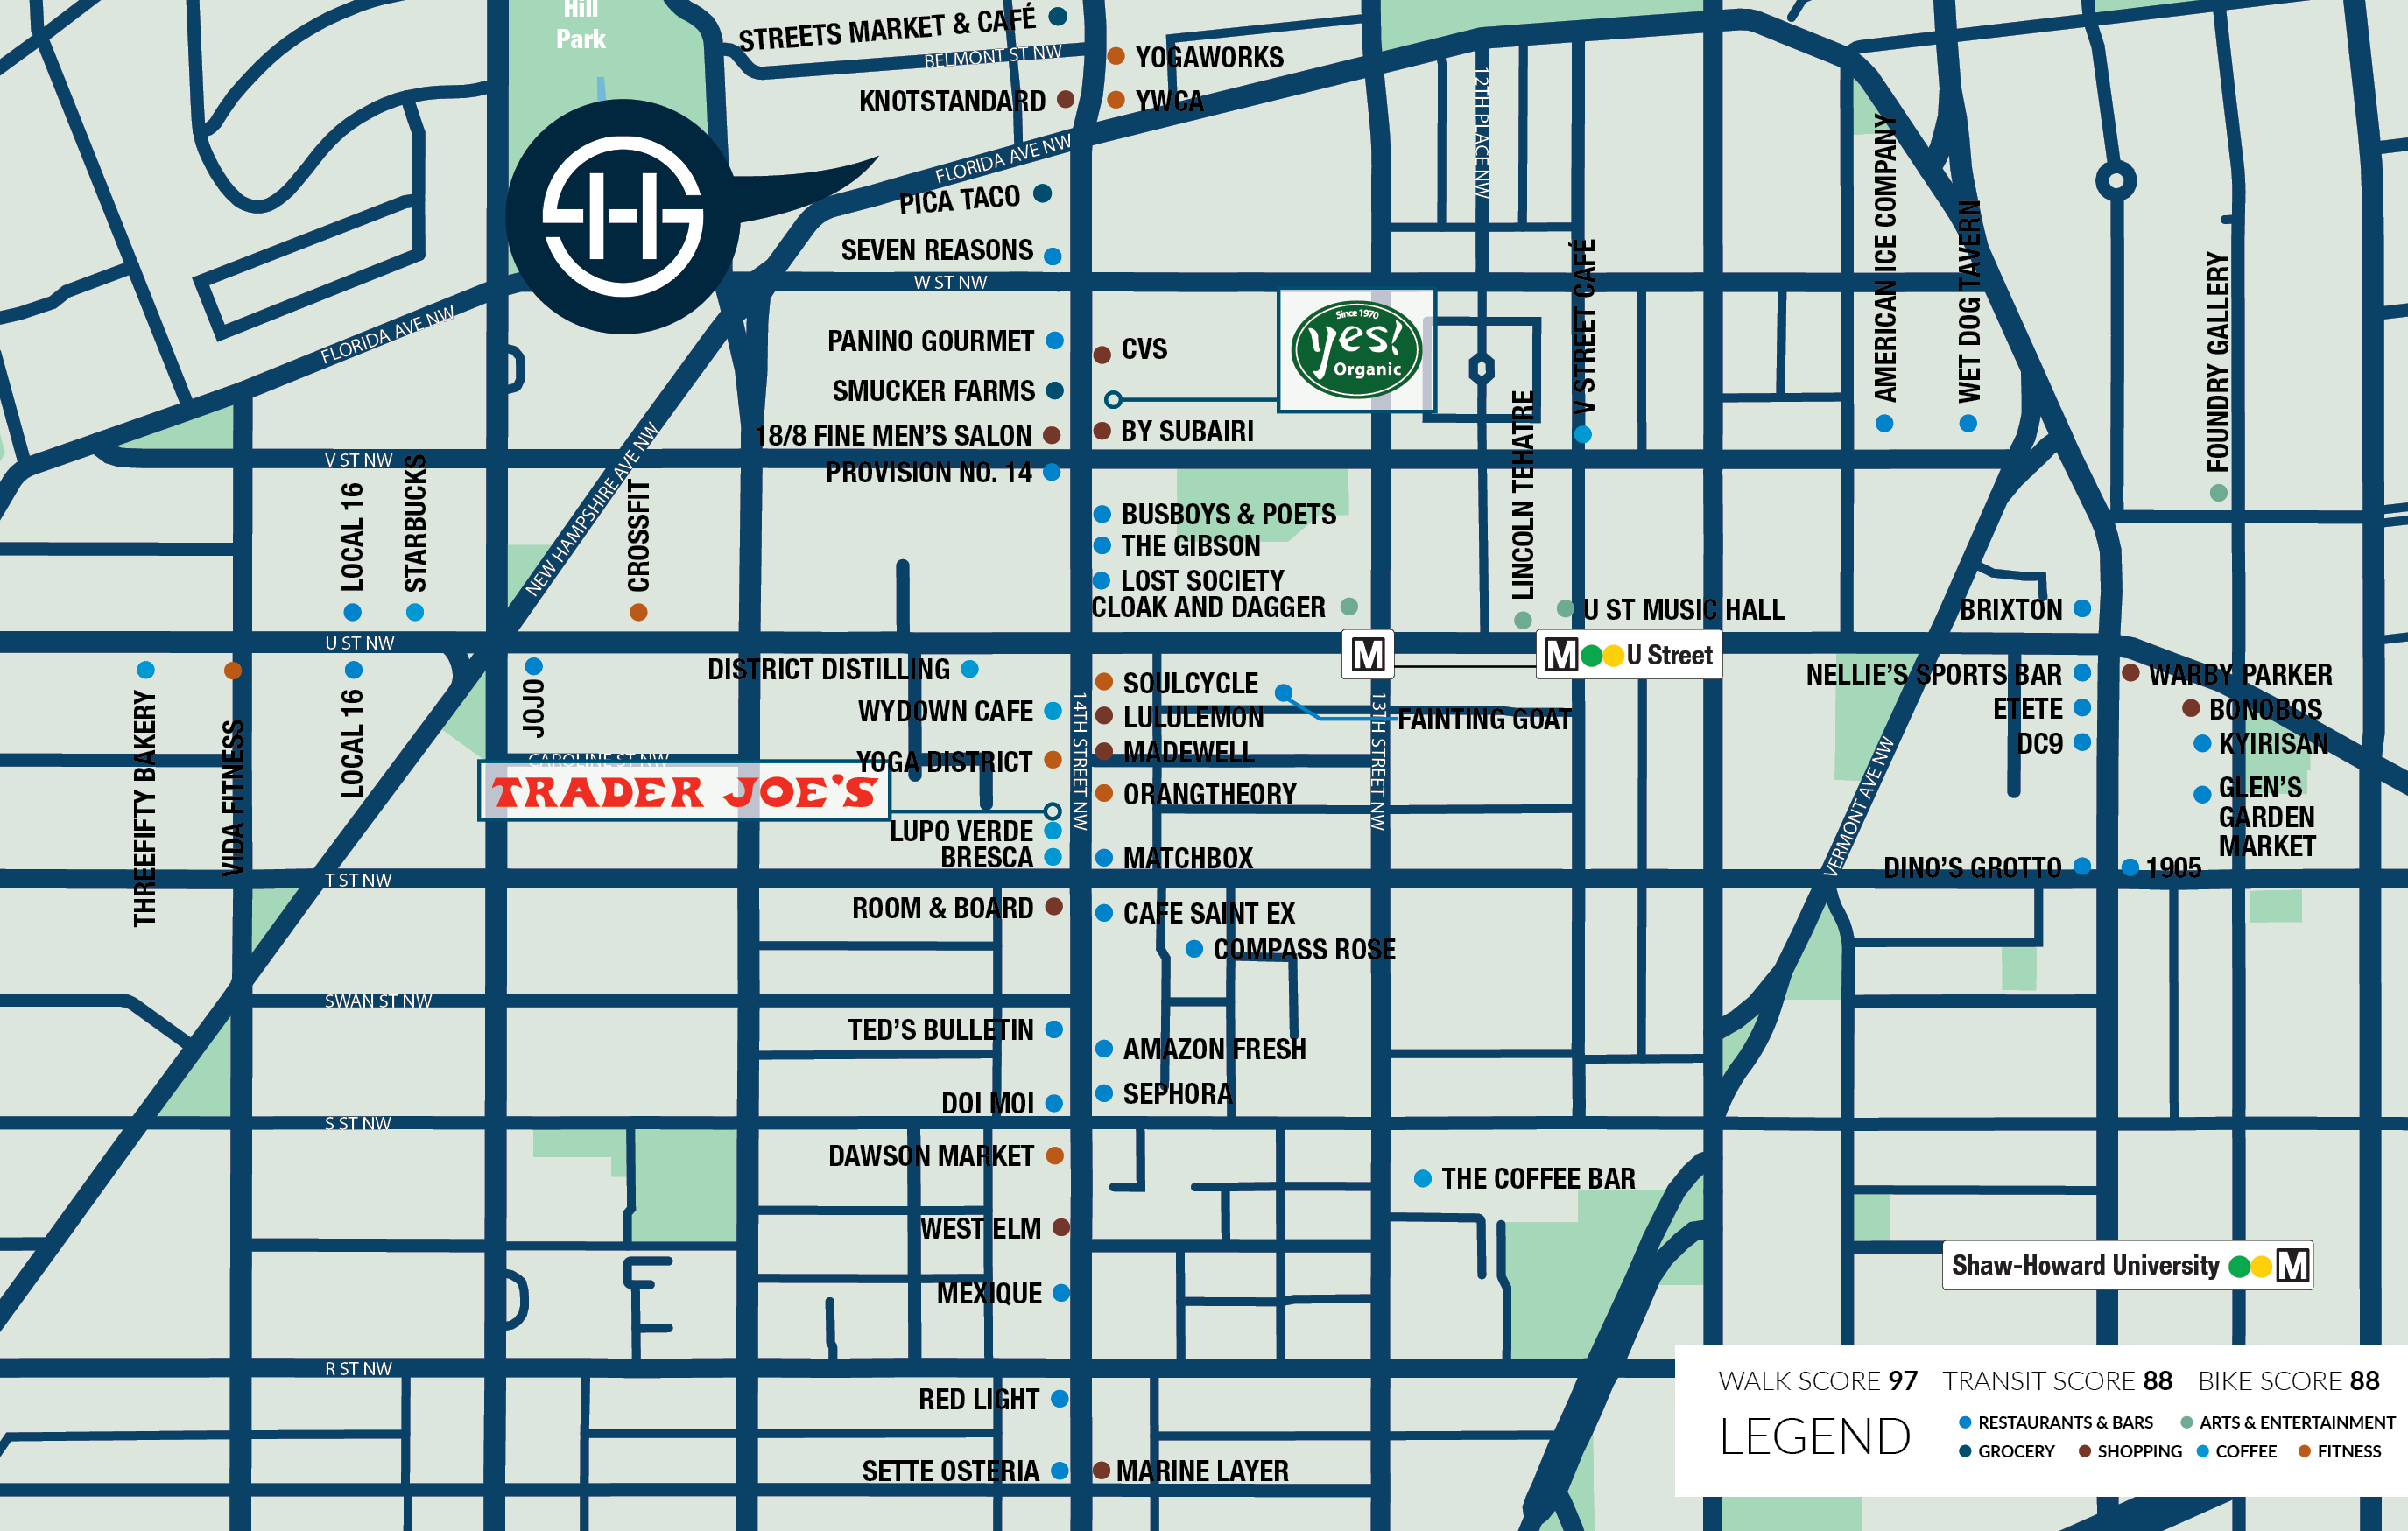 Hill
Park
STREETS MARKET & CAFÉ
BELMONT ST NW
YOGAWORKS
KNOTSTANDARD
YWCA
FLORIDA AVE NW
12TH PLACE NW
PICA TACO
SEVEN REASONS
W ST NW
AMERICAN ICE COMPANY
WET DOG TAVERN
FOUNDRY GALLERY
V STREET CAFÉ
FLORIDA AVE NW
PANINO GOURMET
CVS
Since 1970
yes!
Organic
SMUCKER FARMS
18/8 FINE MEN'S SALON
BY SUBAIRI
V ST NW
PROVISION NO. 14
LINCOLN TEHATRE
LOCAL 16
STARBUCKS
NEW HAMPSHIRE AVE NW
CROSSFIT
BUSBOYS & POETS
THE GIBSON
LOST SOCIETY
CLOAK AND DAGGER
U ST MUSIC HALL
BRIXTON
U ST NW
M
M U Street
THREEFIFTY BAKERY
VIDA FITNESS
LOCAL 16
JOJO
DISTRICT DISTILLING
SOULCYCLE
NELLIE'S SPORTS BAR
WARBY PARKER
WYDOWN CAFE
14TH STREET NW
LULULEMON
13TH STREET NW
FAINTING GOAT
ETETE
BONOBOS
CAROLINE ST NW
YOGA DISTRICT
MADEWELL
VERMONT AVE NW
DC9
KYIRISAN
TRADER JOE'S
ORANGTHEORY
GLEN'S
GARDEN
MARKET
LUPO VERDE
BRESCA
MATCHBOX
DINO'S GROTTO
1905
T ST NW
ROOM & BOARD
CAFE SAINT EX
COMPASS ROSE
SWAN ST NW
TED'S BULLETIN
AMAZON FRESH
DOI MOI
SEPHORA
S ST NW
DAWSON MARKET
THE COFFEE BAR
WEST ELM
Shaw-Howard University M
MEXIQUE
R ST NW
RED LIGHT
SETTE OSTERIA
MARINE LAYER
WALK SCORE 97 TRANSIT SCORE 88 BIKE SCORE 88
LEGEND
RESTAURANTS & BARS ARTS & ENTERTAINMENT
GROCERY SHOPPING COFFEE FITNESS